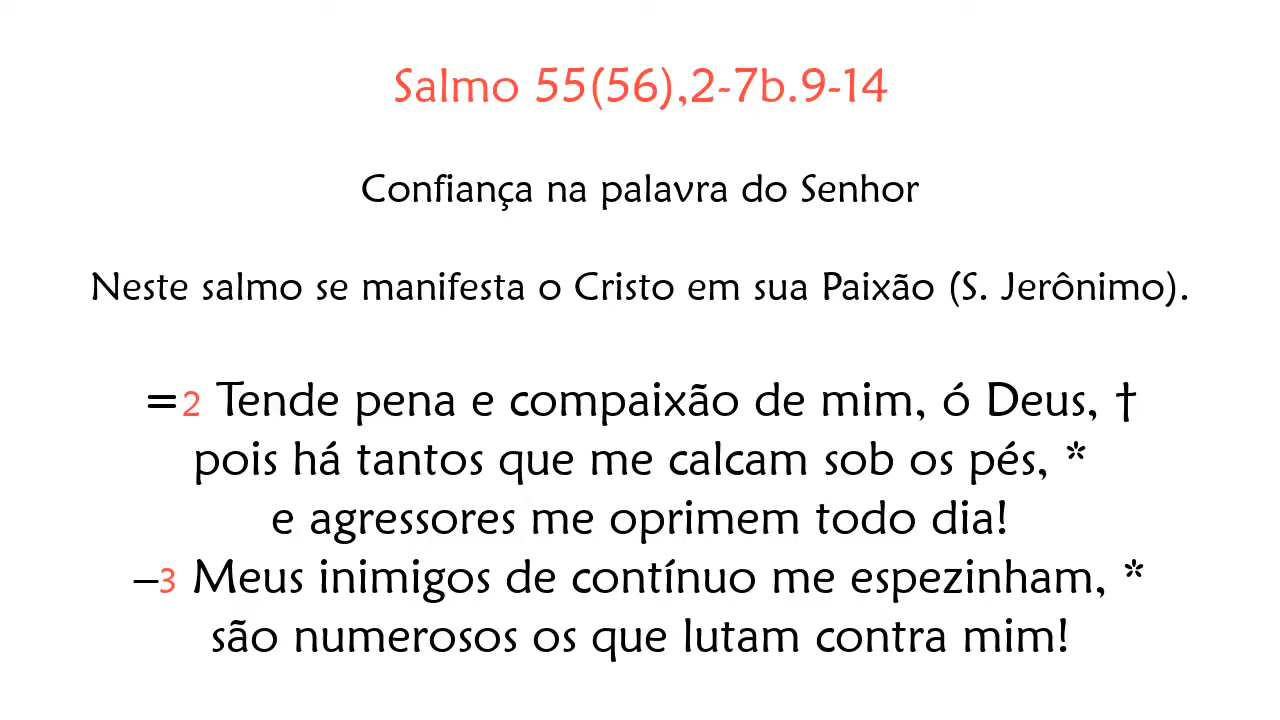 Salmo 55(56),2-7b.9-14
Confiança na palavra do Senhor
Neste salmo se manifesta o Cristo em sua Paixão (S. Jerônimo).
=2 Tende pena e compaixão de mim, ó Deus, †
pois há tantos que me calcam sob os pés, *
e agressores me oprimem todo dia!
–3 Meus inimigos de contínuo me espezinham, *
são numerosos os que lutam contra mim!